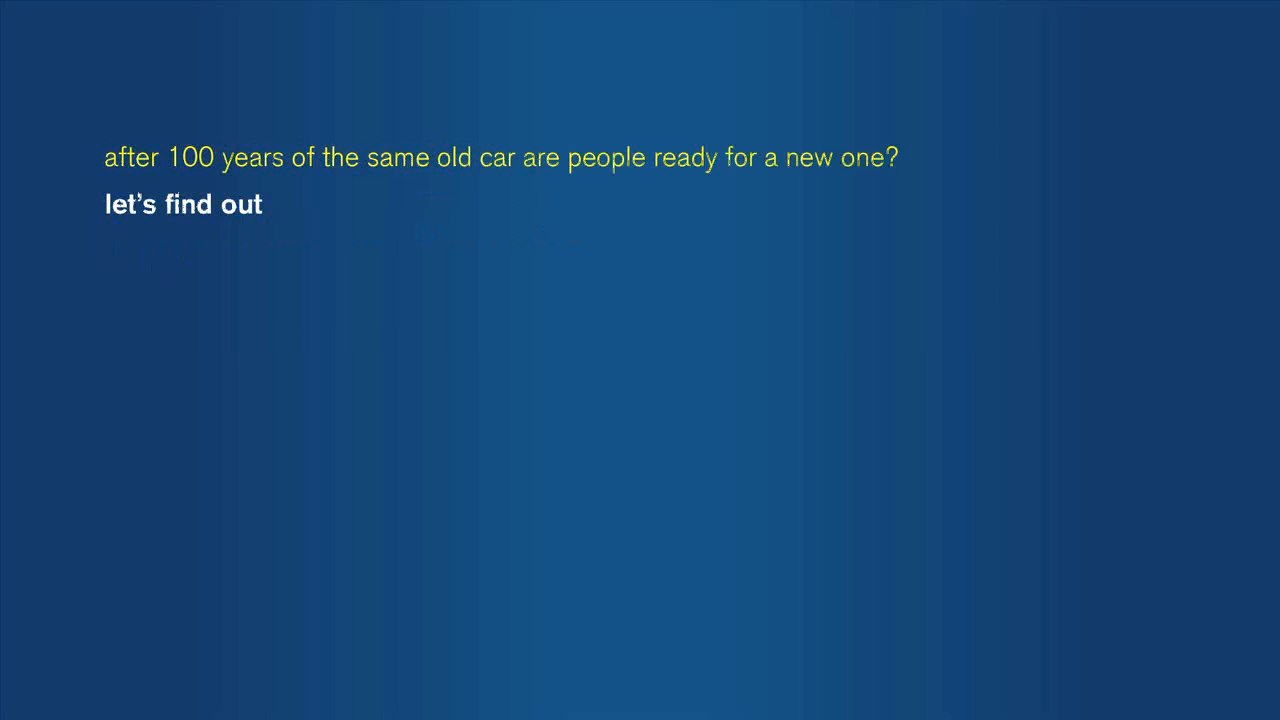 after 100 years of the same old car are people ready for a new one?
let's find out